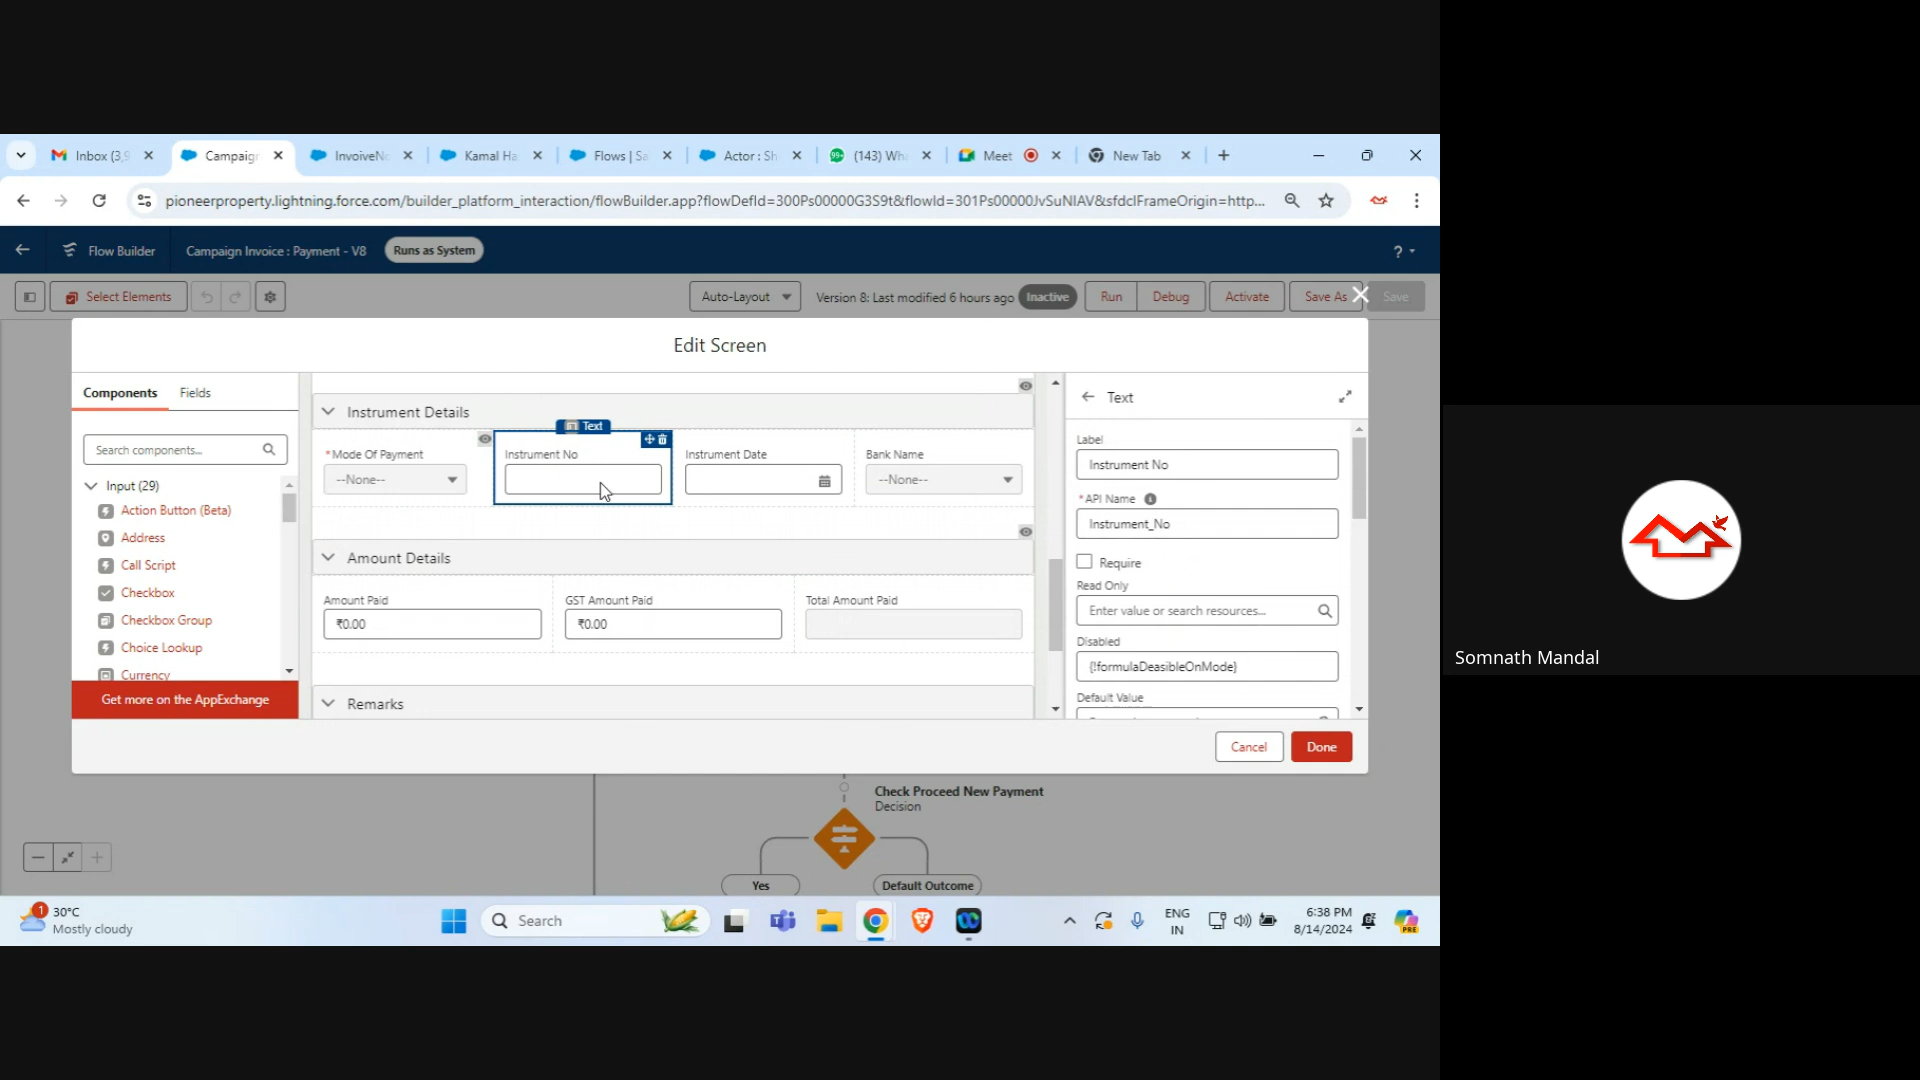 Inbox (3,9
Campaig
InvoiveNo
Kamal Ha
Flows | Sa
Actor : Sh
(143) Wh
Meet
New Tab
pioneerproperty.lightning.force.com/builder_platform_interaction/flowBuilder.app?flowDefId=300Ps00000G3S9t&flowId=301Ps00000JvSuNIAV&sfdcIFrameOrigin=http...
Flow Builder
Campaign Invoice : Payment - V8
Runs as System
?
Select Elements
Auto-Layout
Version 8: Last modified 6 hours ago
Inactive
Run
Debug
Activate
Save As
Save
Edit Screen
Components
Fields
Search components...
Input (29)
Action Button (Beta)
Address
Call Script
Checkbox
Checkbox Group
Choice Lookup
Currency
Get more on the AppExchange
Instrument Details
Text
*Mode Of Payment
--None--
Instrument No
Instrument Date
Bank Name
--None--
Amount Details
Amount Paid
₹0.00
GST Amount Paid
₹0.00
Total Amount Paid
Remarks
Text
Label
Instrument No
*API Name
Instrument_No
Require
Read Only
Enter value or search resources...
Disabled
{!formulaDeasibleOnMode}
Default Value
Cancel
Done
Check Proceed New Payment
Decision
Yes
Default Outcome
Somnath Mandal
1
30°C
Mostly cloudy
Search
ENG
IN
6:38 PM
8/14/2024
PRE